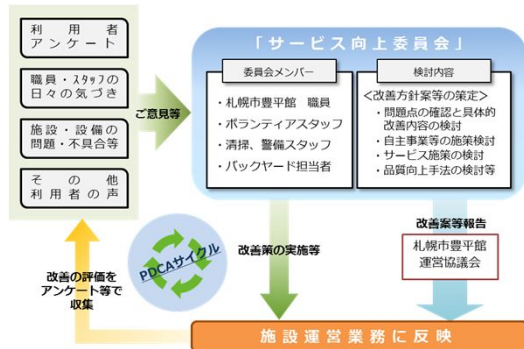 利用者
アンケート
職員・スタッフの
日々の気づき
施設・設備の
問題・不具合等
その他
利用者の声
ご意見等
「サービス向上委員会」
委員会メンバー
・札幌市豊平館 職員
・ボランティアスタッフ
・清掃、警備スタッフ
・バックヤード担当者
検討内容
<改善方針案等の策定>
・問題点の確認と具体的
改善内容の検討
・自主事業等の施策検討
・サービス施策の検討
・品質向上手法の検討等
改善の評価を
アンケート等で
収集
PDCAサイクル
改善策の実施等
改善案等報告
札幌市豊平館
運営協議会
施設運営業務に反映